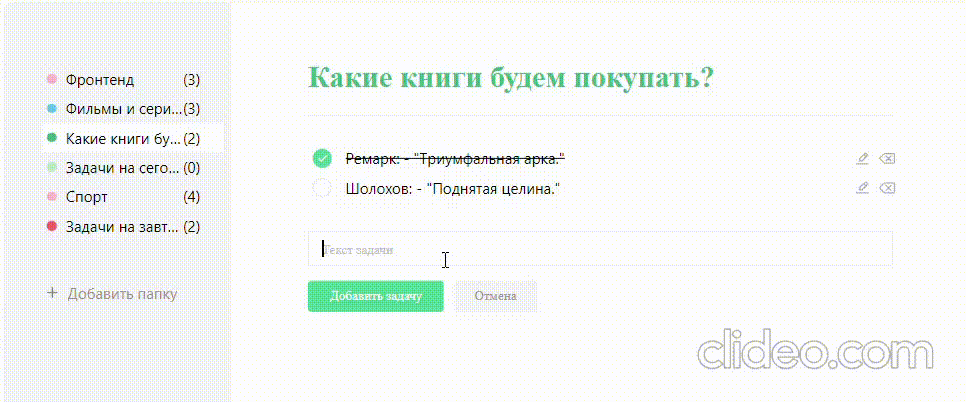 Фронтенд (3)
Фильмы и сери... (3)
Какие книги бу... (2)
Задачи на сего... (0)
Спорт (4)
Задачи на завт... (2)
+ Добавить папку
Какие книги будем покупать?
Ремарк: - "Триумфальная арка."
Шолохов: - "Поднятая целина."
Текст задачи
Добавить задачу Отмена
clideo.com